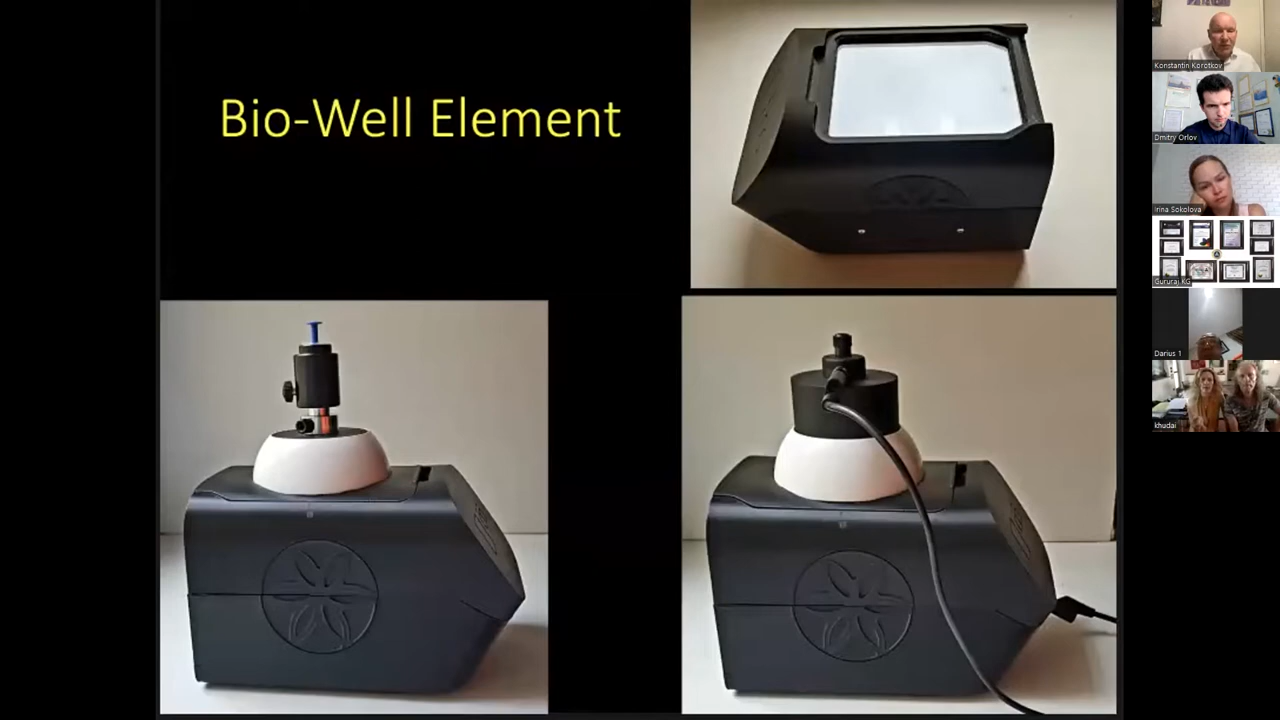 Bio-Well Element
Konstantin Korotkov
Dmitry Orlov
Irina Sokolova
Gururaj KG
Darius 1
khudai